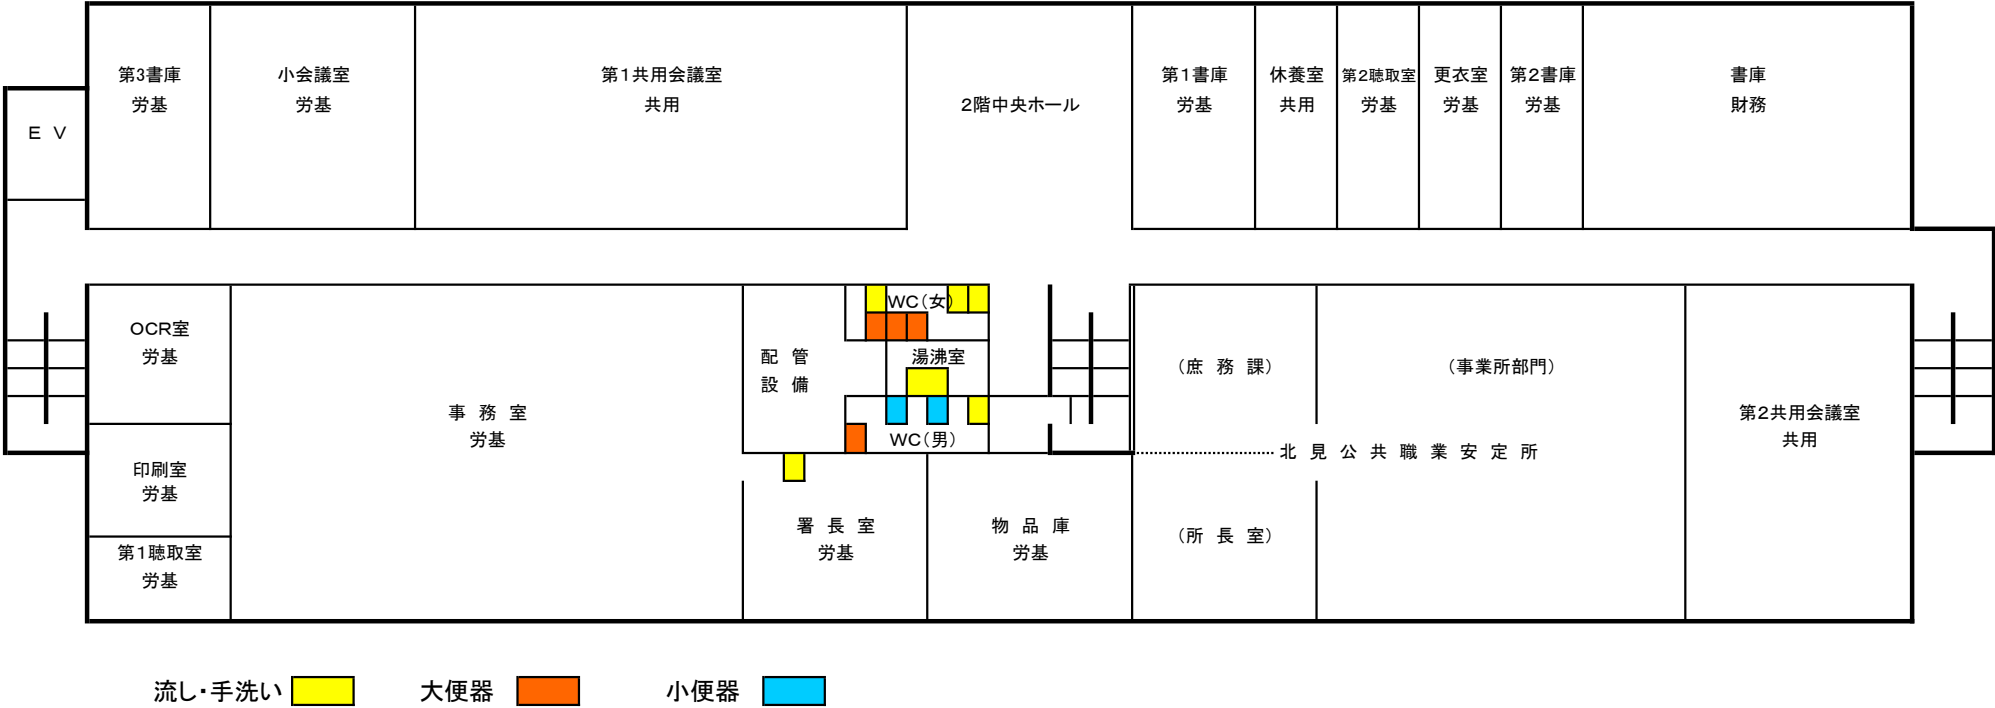 第3書庫
労基
小会議室
労基
第1共用会議室
共用
2階中央ホール
第1書庫
労基
休養室
共用
第2聴取室
労基
更衣室
労基
第2書庫
労基
書庫
財務
E V
OCR室
労基
印刷室
労基
第1聴取室
労基
事 務 室
労基
配 管
設 備
WC(女)
湯沸室
WC(男)
署 長 室
労基
物 品 庫
労基
(庶 務 課)
(事業所部門)
北 見 公 共 職 業 安 定 所
(所 長 室)
第2共用会議室
共用
流し・手洗い
大便器
小便器